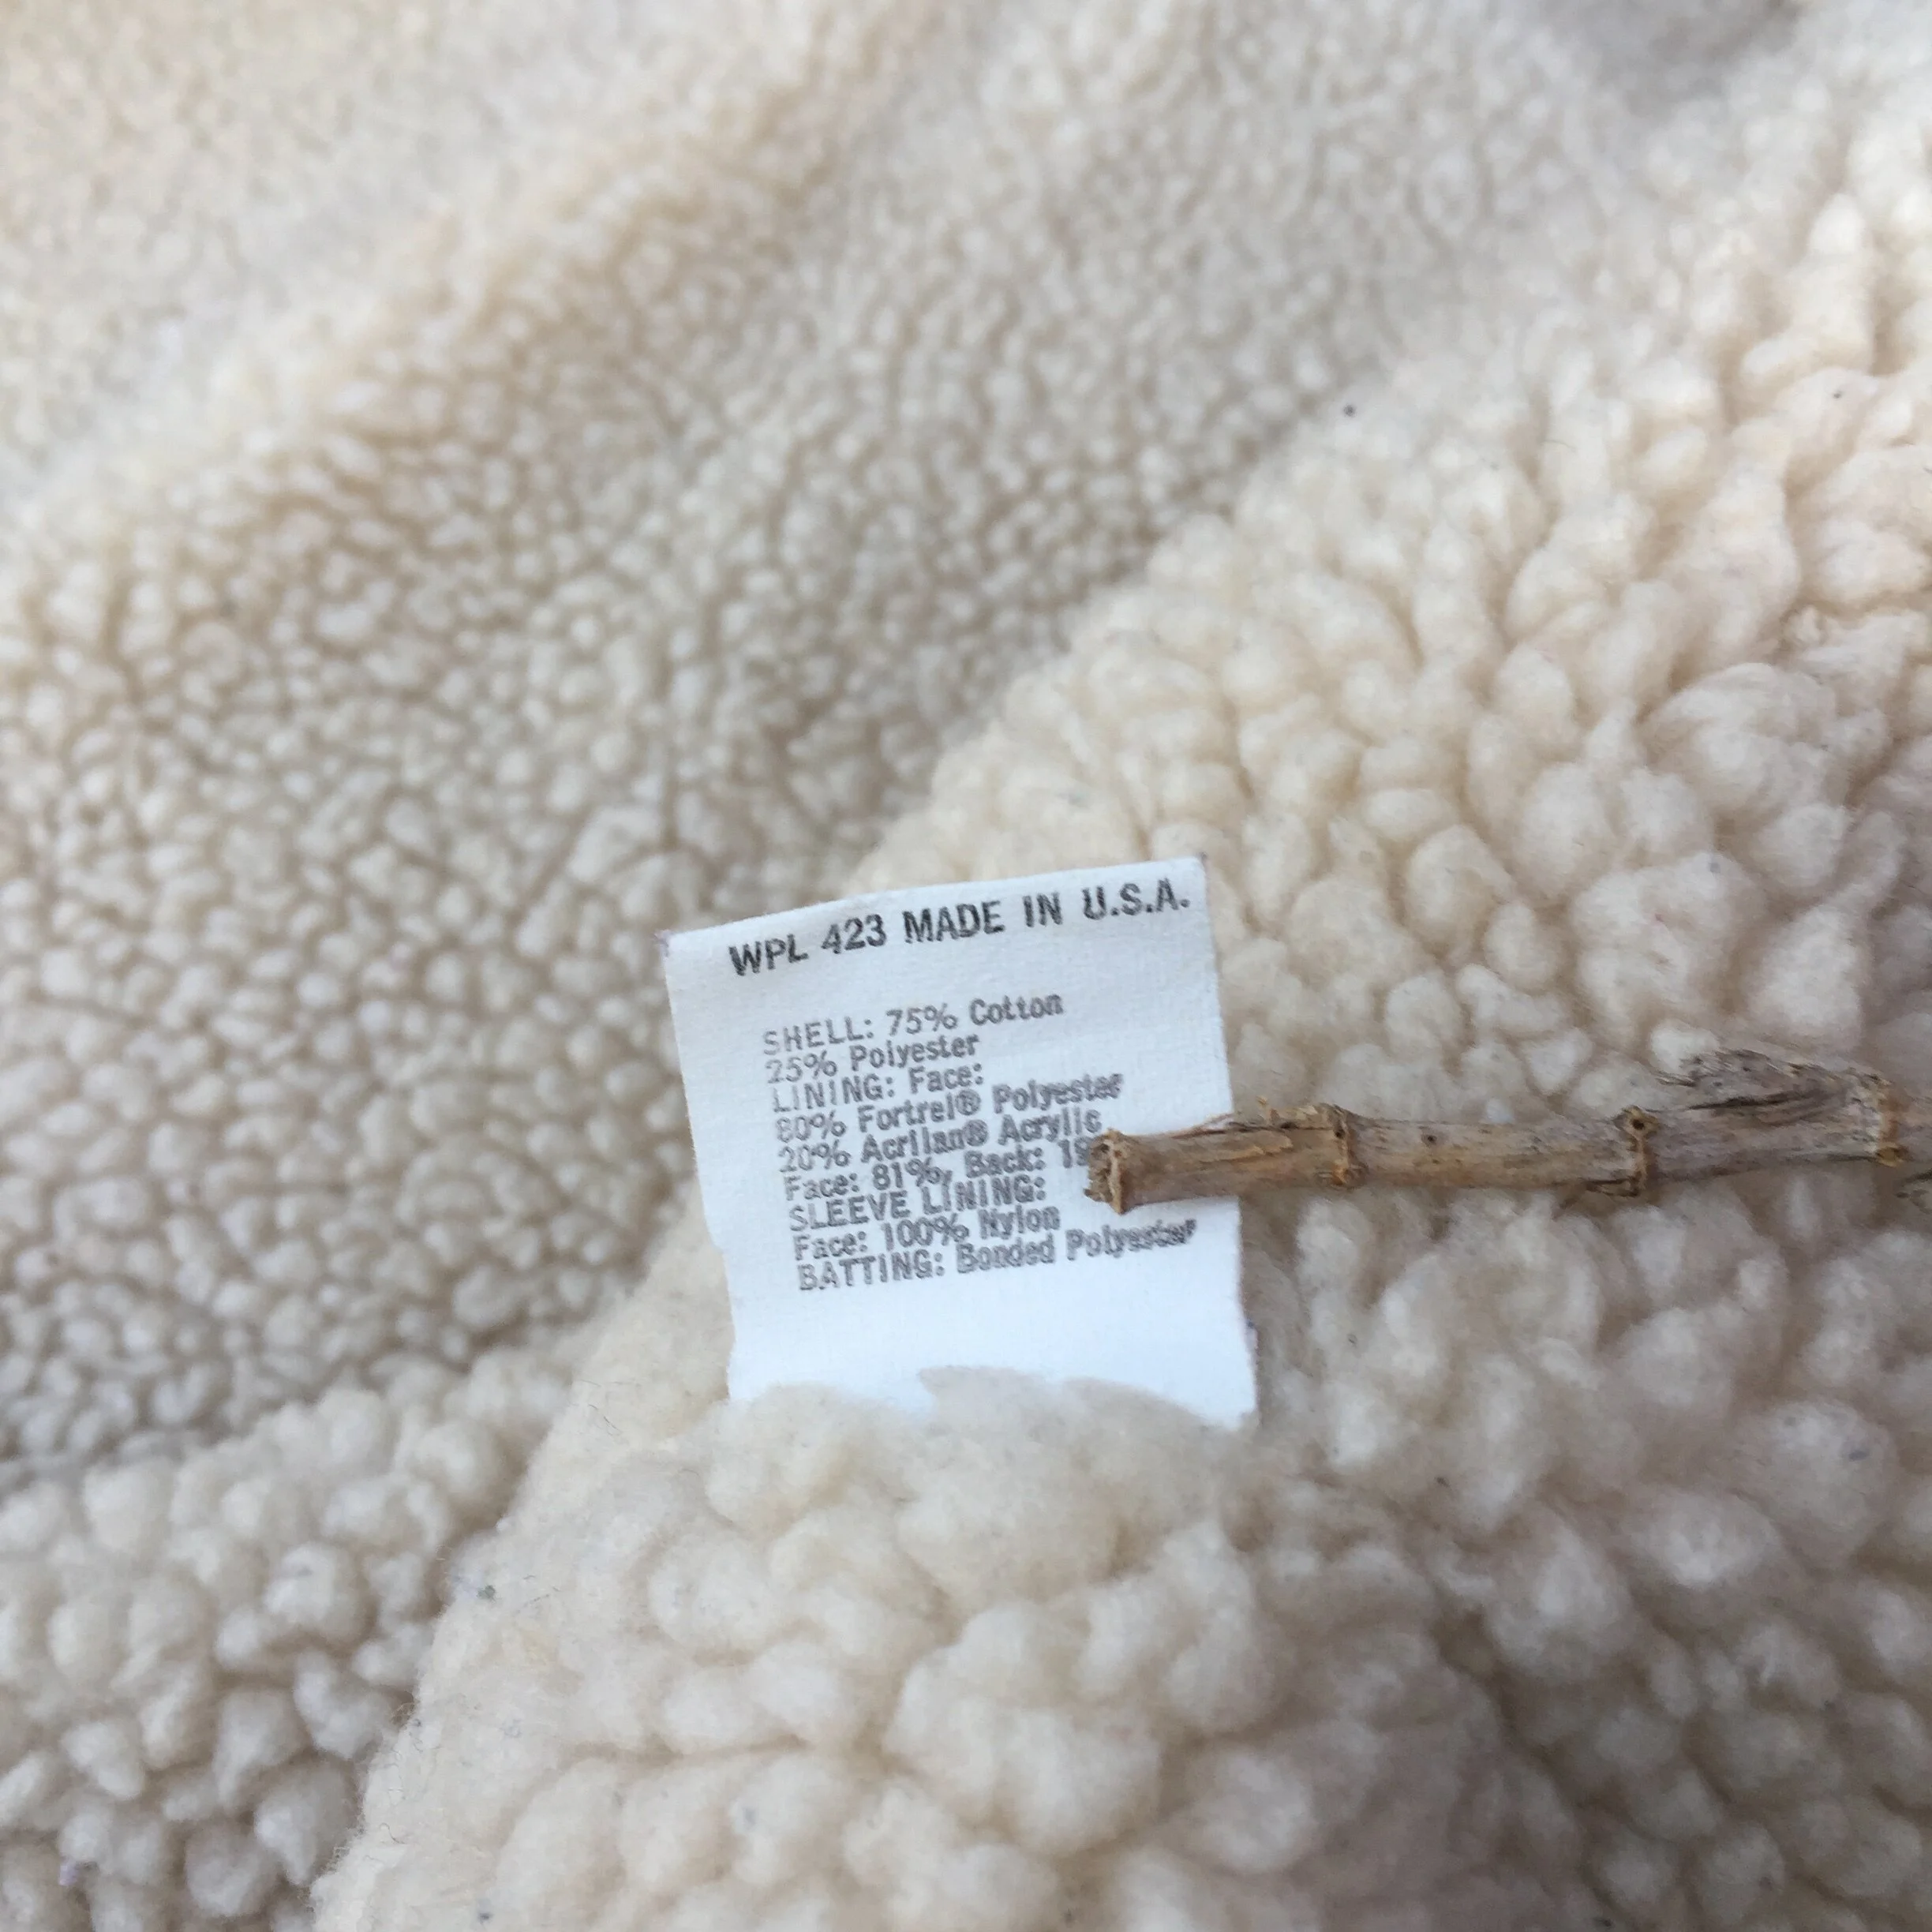 WPL 423 MADE IN U.S.A.
SHELL: 75% Cotton
25% Polyester
LINING: Face:
80% Fortrel® Polyester
20% Acrilan® Acrylic
Face: 81%, Back:
SLEEVE LINING:
Face: 100% Nylon
BATTING: Bonded Polyester